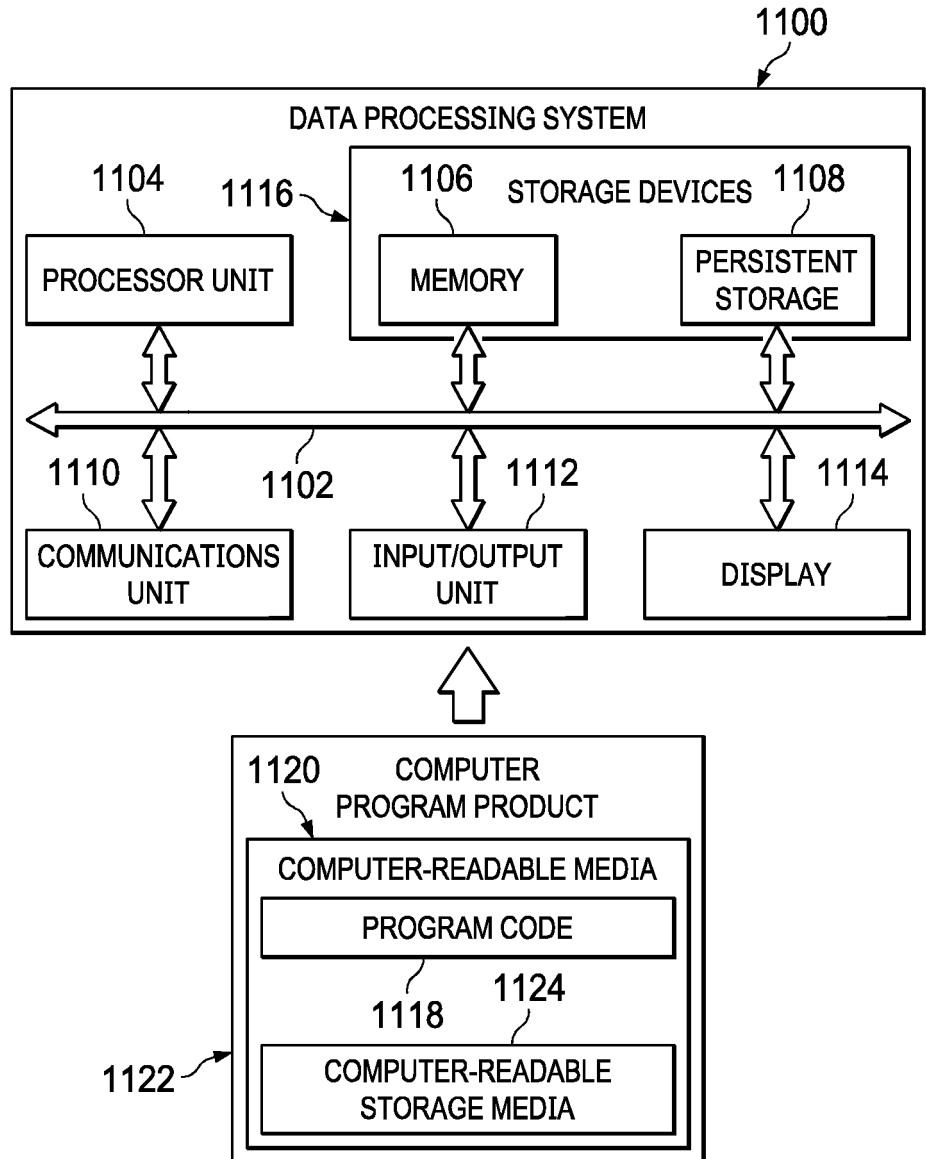 1100
DATA PROCESSING SYSTEM
1104
1116
1106
STORAGE DEVICES
1108
PROCESSOR UNIT
MEMORY
PERSISTENT
STORAGE
1110
1102
1112
1114
COMMUNICATIONS
UNIT
INPUT/OUTPUT
UNIT
DISPLAY
1120
COMPUTER
PROGRAM PRODUCT
COMPUTER-READABLE MEDIA
PROGRAM CODE
1118
1124
1122
COMPUTER-READABLE
STORAGE MEDIA